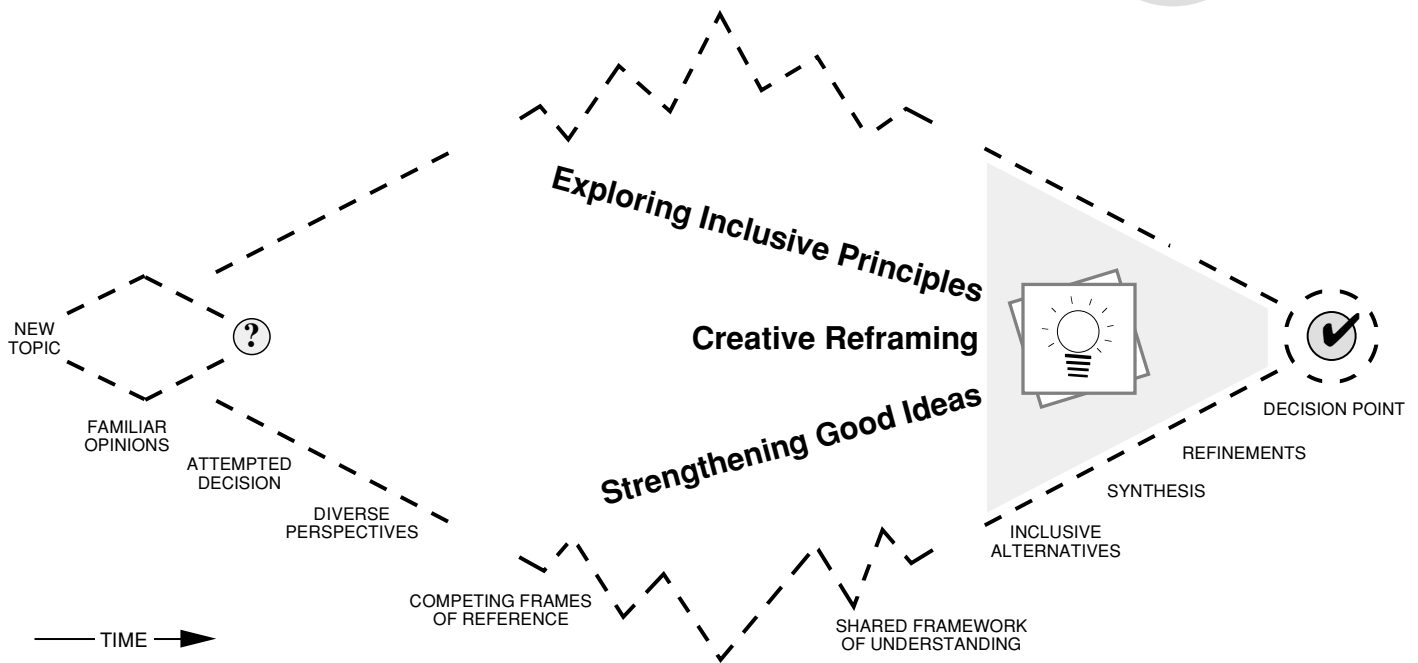 Exploring Inclusive Principles
Creative Reframing
Strengthening Good Ideas
NEW
TOPIC
?
FAMILIAR
OPINIONS
ATTEMPTED
DECISION
DIVERSE
PERSPECTIVES
COMPETING FRAMES
OF REFERENCE
SHARED FRAMEWORK
OF UNDERSTANDING
INCLUSIVE
ALTERNATIVES
SYNTHESIS
REFINEMENTS
DECISION POINT
TIME